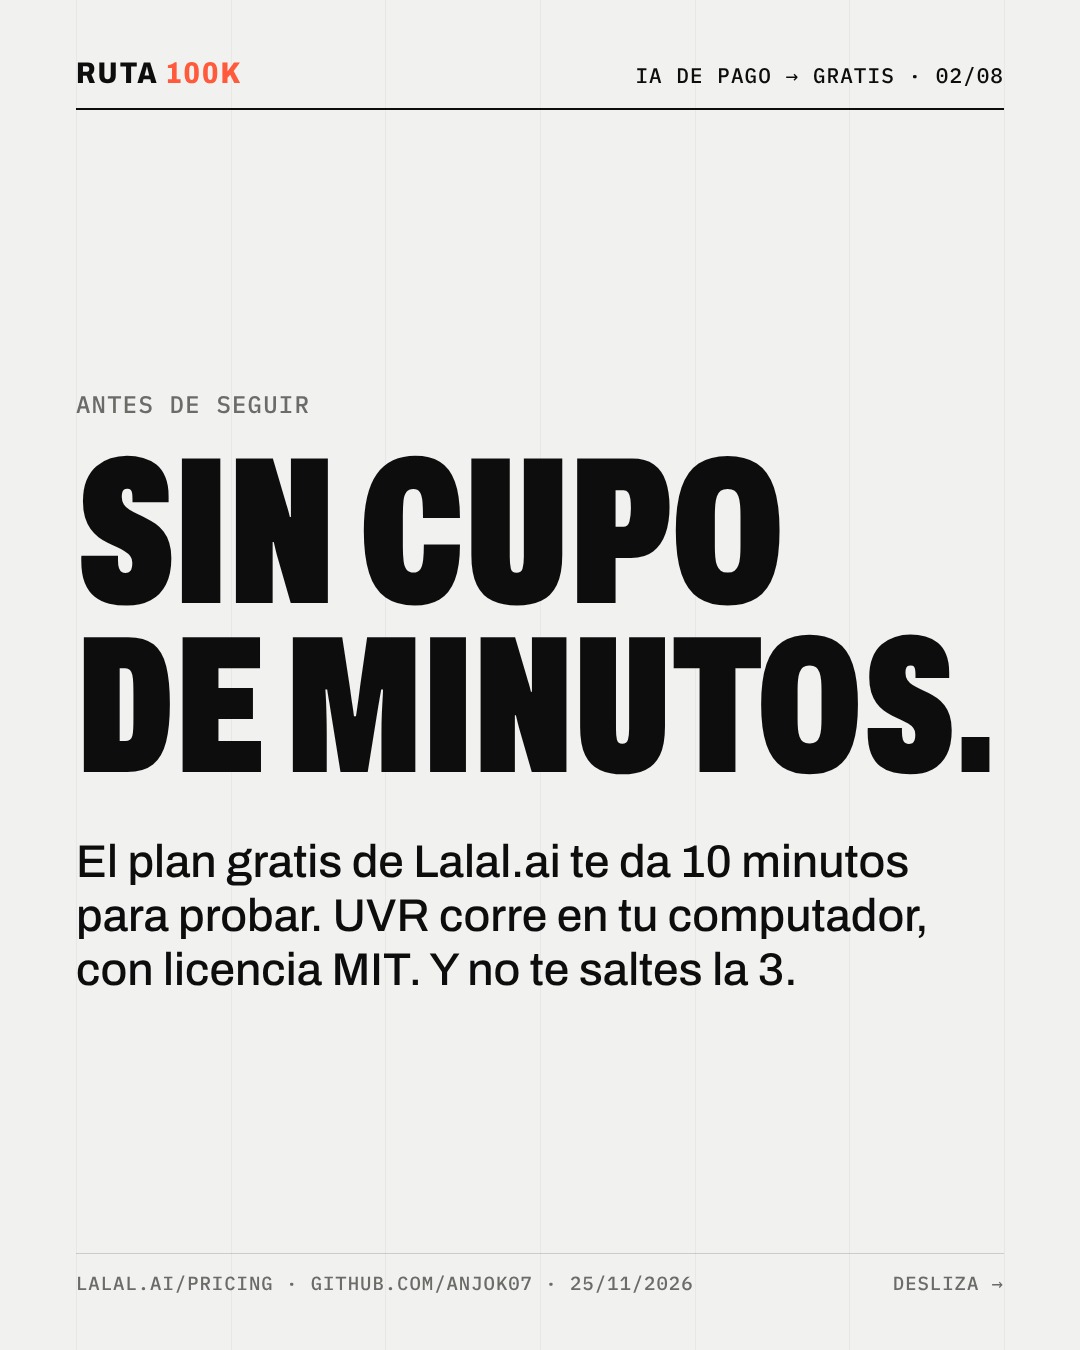 RUTA 100K
IA DE PAGO → GRATIS · 02/08
ANTES DE SEGUIR
SIN CUPO
DE MINUTOS.
El plan gratis de Lalal.ai te da 10 minutos
para probar. UVR corre en tu computador,
con licencia MIT. Y no te saltes la 3.
LALAL.AI/PRICING · GITHUB.COM/ANJOK07 · 25/11/2026
DESLIZA →